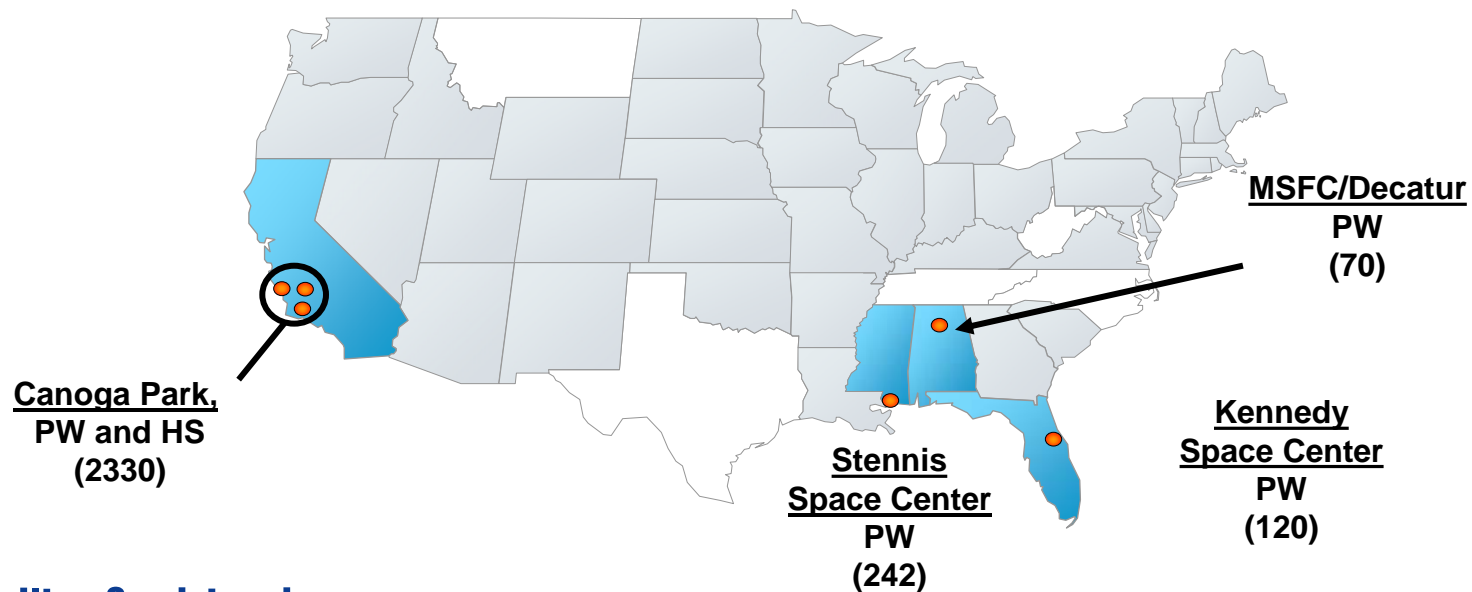 MSFC/Decatur
PW
(70)
Canoga Park,
PW and HS
(2330)
Stennis
Space Center
PW
(242)
Kennedy
Space Center
PW
(120)